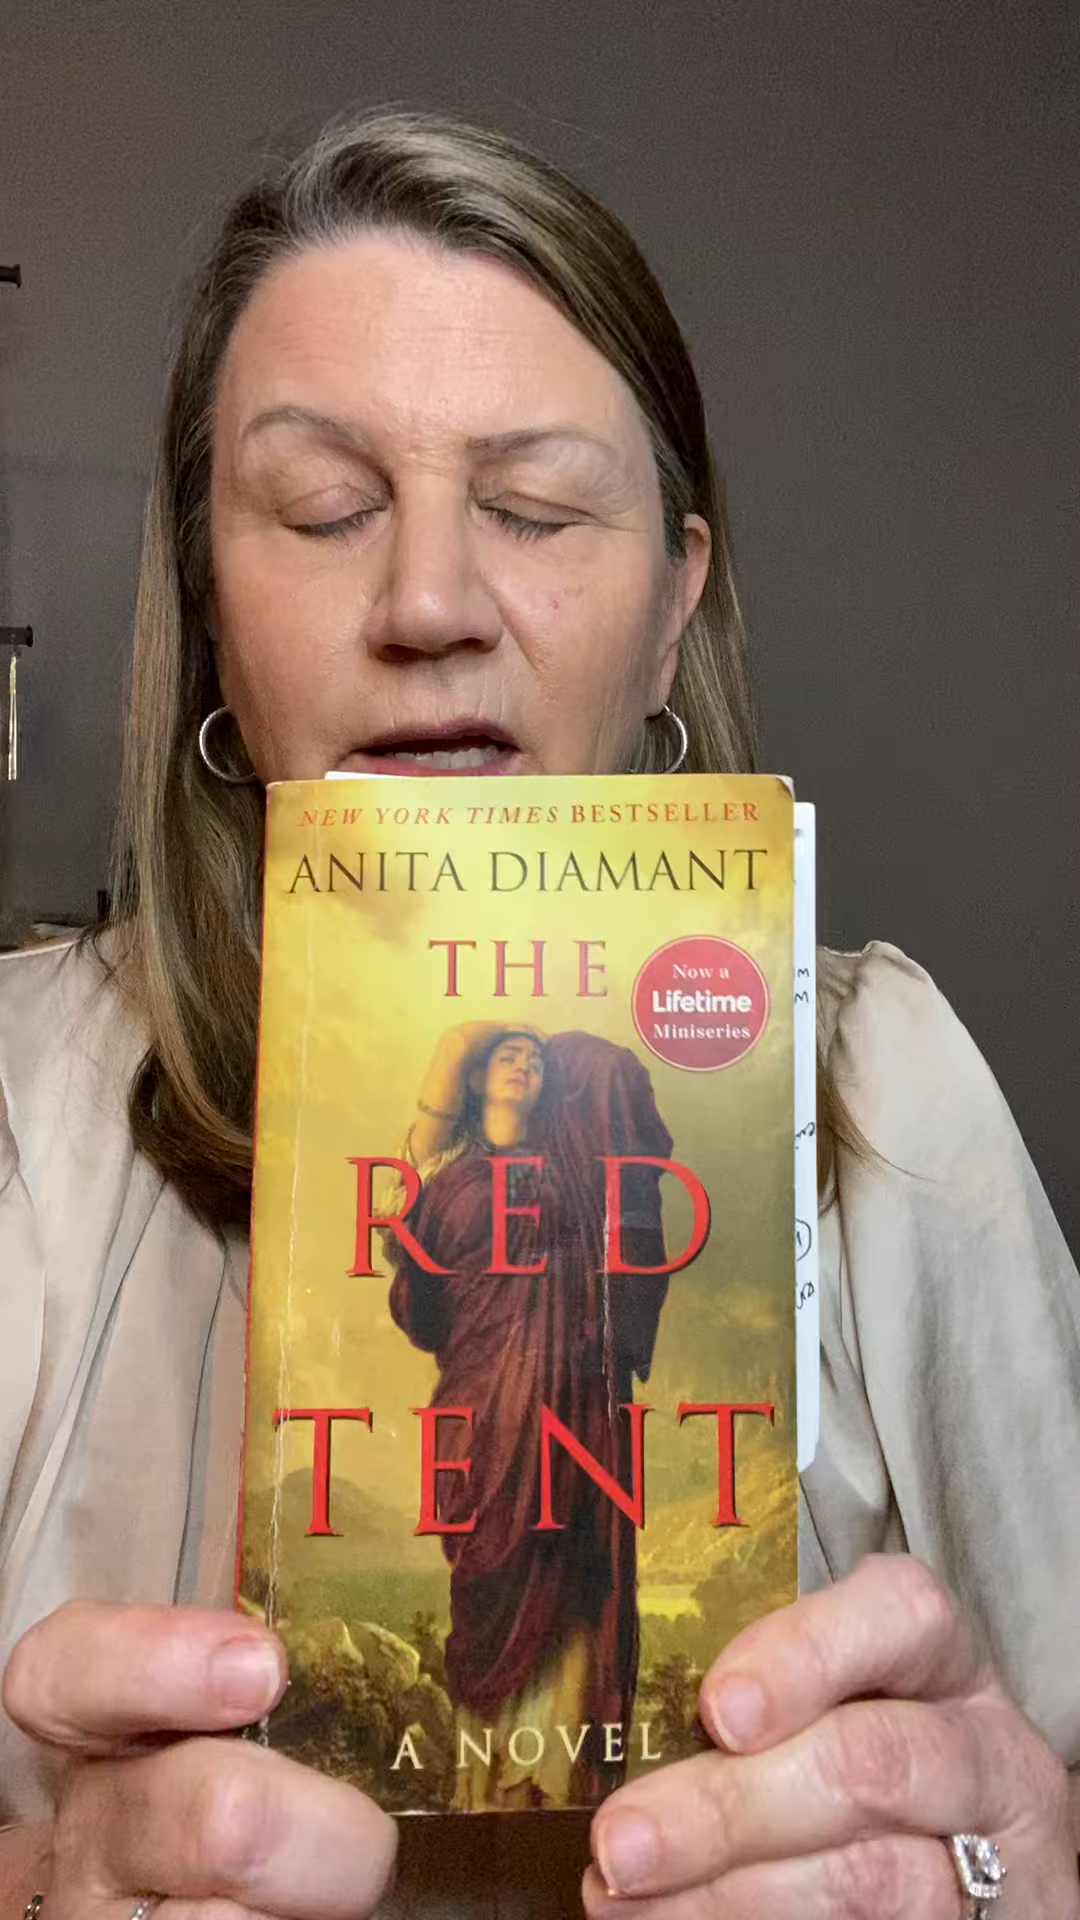 NEW YORK TIMES BESTSELLER
ANITA DIAMANT
THE
Now a
Lifetime
Miniseries
RED
TENT
A NOVEL